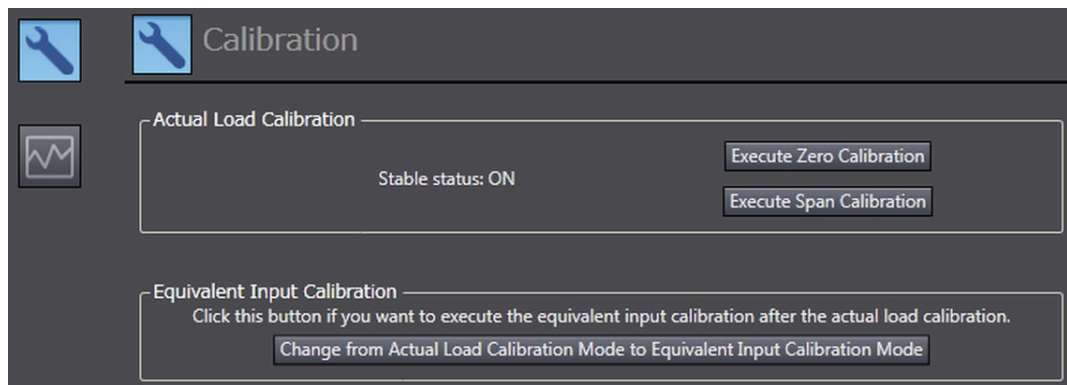 Calibration
Actual Load Calibration
Execute Zero Calibration
Stable status: ON
Execute Span Calibration
Equivalent Input Calibration
Click this button if you want to execute the equivalent input calibration after the actual load calibration.
Change from Actual Load Calibration Mode to Equivalent Input Calibration Mode